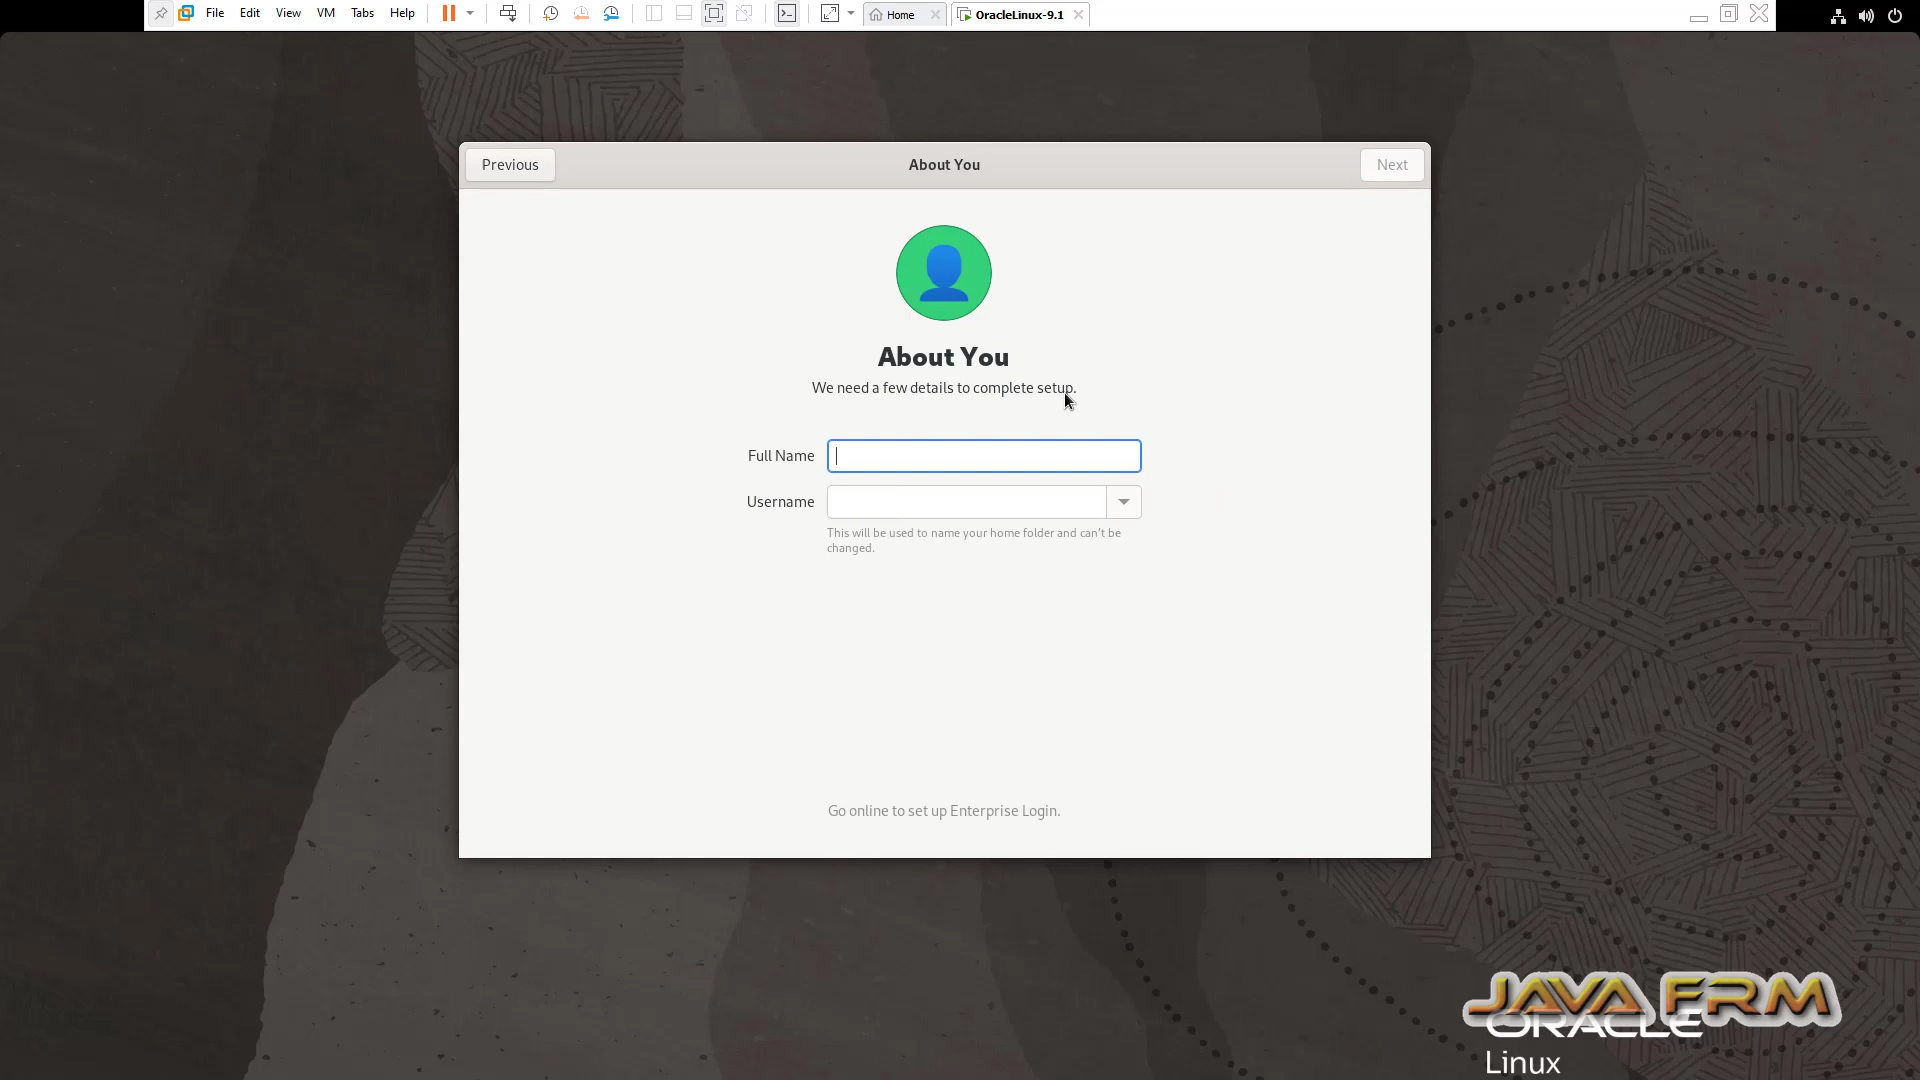 File Edit View VM Tabs Help Home OracleLinux-9.1
Previous About You Next
About You
We need a few details to complete setup.
Full Name
Username
This will be used to name your home folder and can't be
changed.
Go online to set up Enterprise Login.
JAVA FRM
ORACLE
Linux